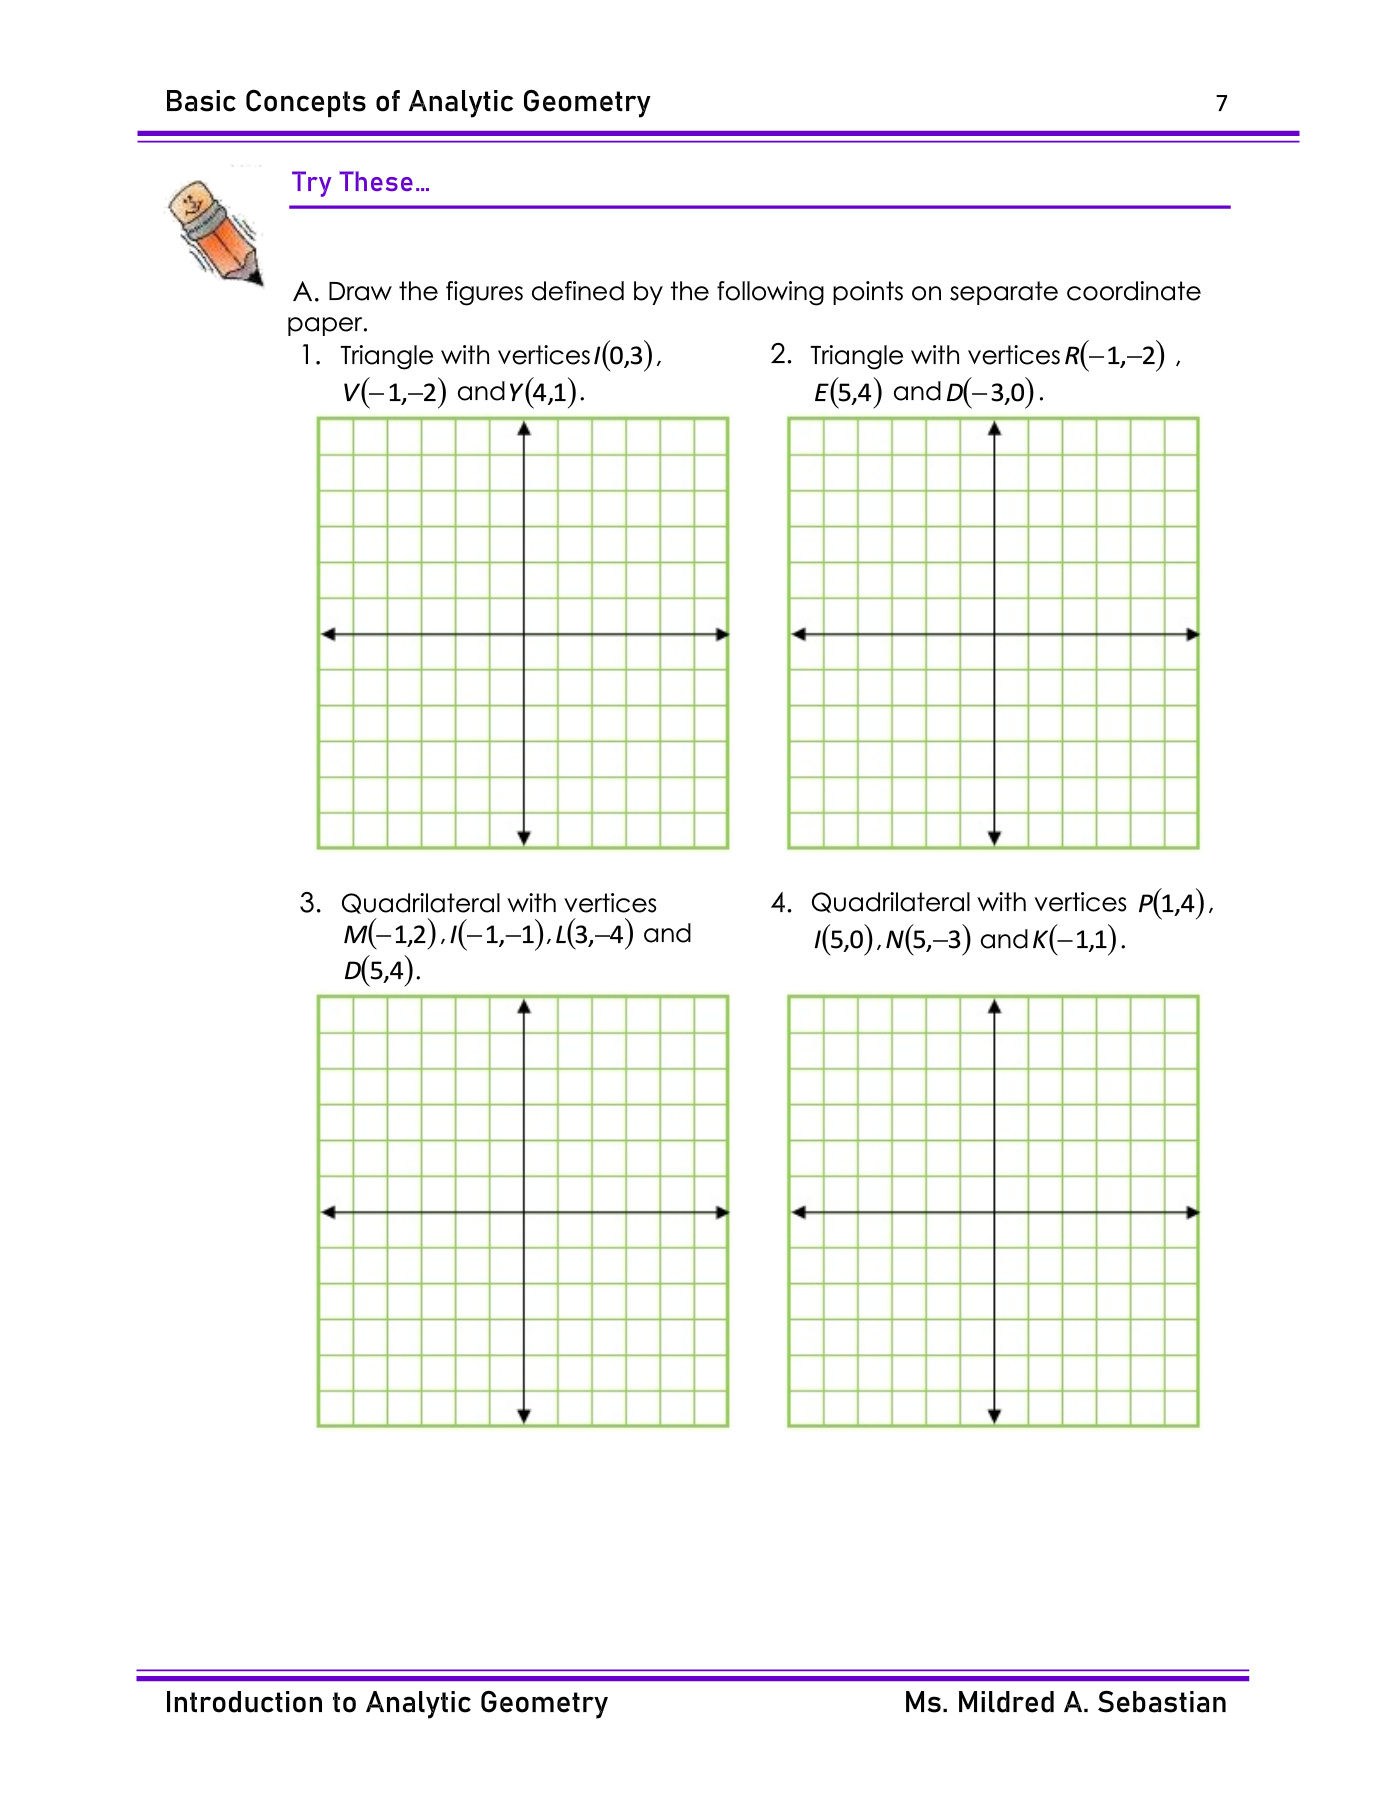 Basic Concepts of Analytic Geometry 7
Try These...
A. Draw the figures defined by the following points on separate coordinate
paper.
1. Triangle with vertices I(0,3),
V(−1,−2) and Y(4,1).
2. Triangle with vertices R(−1,−2) ,
E(5,4) and D(−3,0).
3. Quadrilateral with vertices
M(−1,2), I(−1,−1), L(3,−4) and
D(5,4).
4. Quadrilateral with vertices P(1,4),
I(5,0), N(5,−3) and K(−1,1).
Introduction to Analytic Geometry Ms. Mildred A. Sebastian